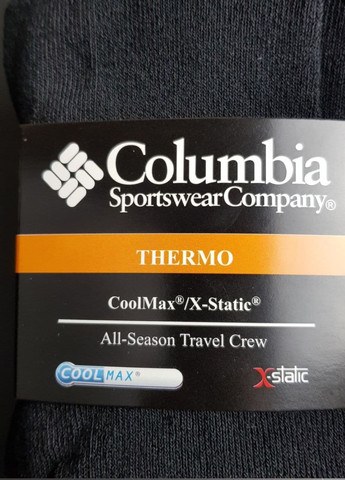 Columbia
Sportswear Company®
THERMO
CoolMax®/X-Static®
All-Season Travel Crew
COOLMAX®
X-static